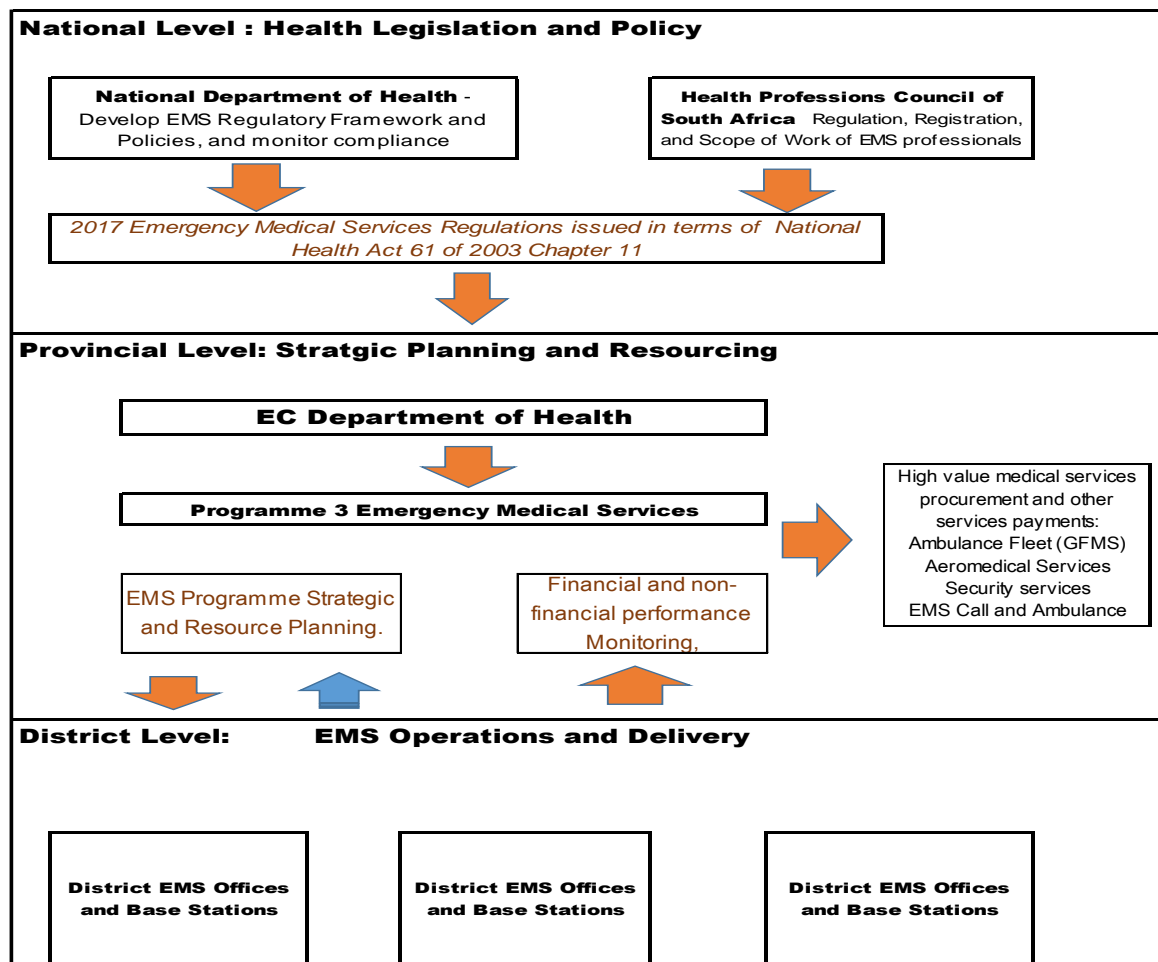 National Level : Health Legislation and Policy
National Department of Health -
Develop EMS Regulatory Framework and
Policies, and monitor compliance
Health Professions Council of
South Africa Regulation, Registration,
and Scope of Work of EMS professionals
2017 Emergency Medical Services Regulations issued in terms of National
Health Act 61 of 2003 Chapter 11
Provincial Level: Stratgic Planning and Resourcing
EC Department of Health
Programme 3 Emergency Medical Services
High value medical services
procurement and other
services payments:
Ambulance Fleet (GFMS)
Aeromedical Services
Security services
EMS Call and Ambulance
EMS Programme Strategic
and Resource Planning.
Financial and non-
financial performance
Monitoring,
District Level: EMS Operations and Delivery
District EMS Offices
and Base Stations
District EMS Offices
and Base Stations
District EMS Offices
and Base Stations